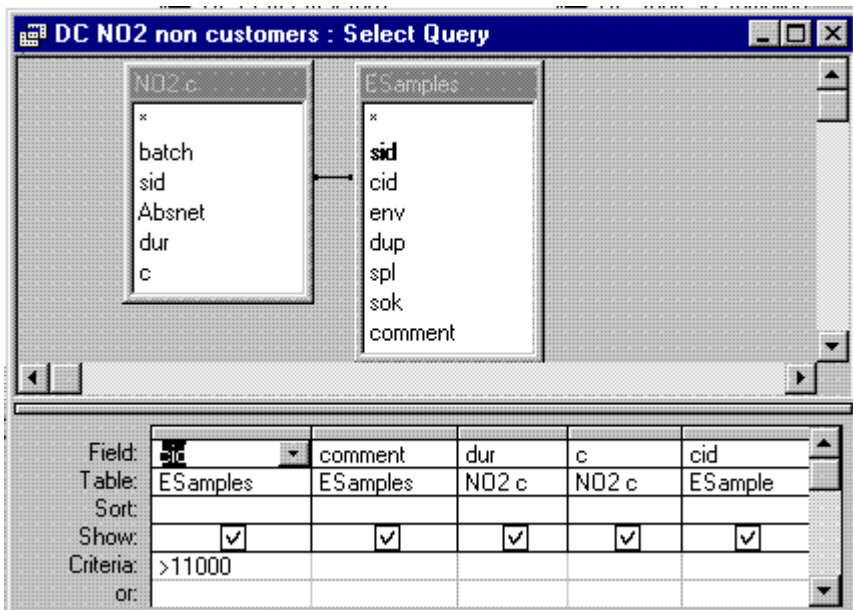 DC NO2 non customers : Select Query
NO2 c
*
batch
sid
Absnet
dur
c
ESamples
*
sid
cid
env
dup
spl
sok
comment
Field: cid comment dur c cid
Table: ESamples ESamples NO2 c NO2 c ESample
Sort:
Show:
Criteria: >11000
or: